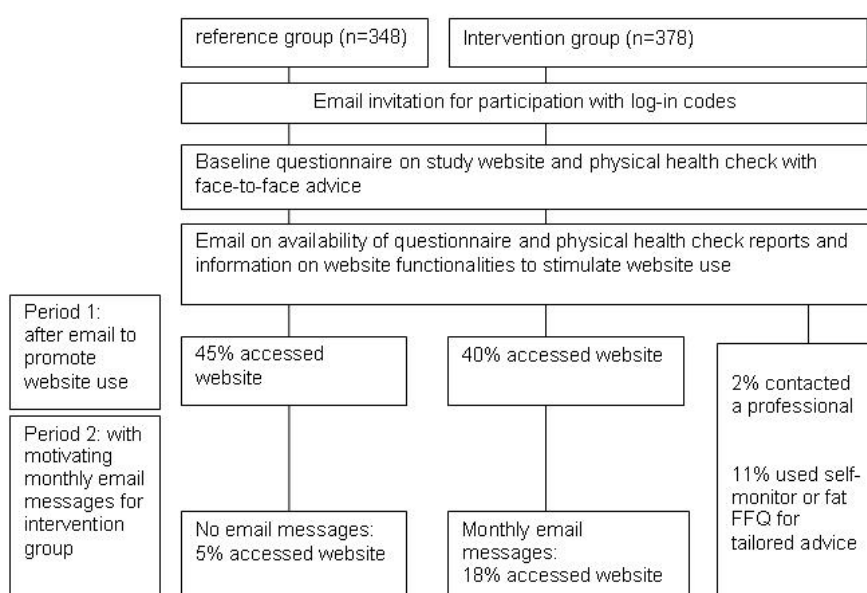 reference group (n=348)
Intervention group (n=378)
Email invitation for participation with log-in codes
Baseline questionnaire on study website and physical health check with
face-to-face advice
Email on availability of questionnaire and physical health check reports and
information on website functionalities to stimulate website use
Period 1:
after email to
promote
website use
45% accessed
website
40% accessed website
2% contacted
a professional
11% used self-
monitor or fat
FFQ for
tailored advice
Period 2: with
motivating
monthly email
messages for
intervention
group
No email messages:
5% accessed website
Monthly email
messages:
18% accessed website